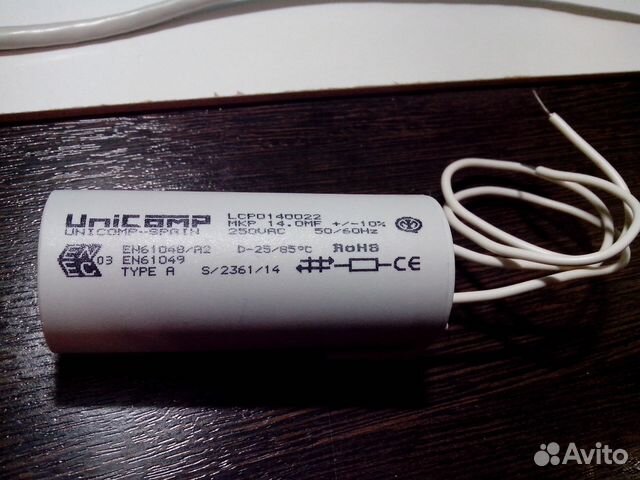 UniComp LCP0140022
UNICOMP-SPAIN MKP 14.0MF +/-10%
250VAC 50/60Hz
EN61048/A2 D-25/85ºC RoHS
03 EN61049
TYPE A S/2361/14 CE
Avito